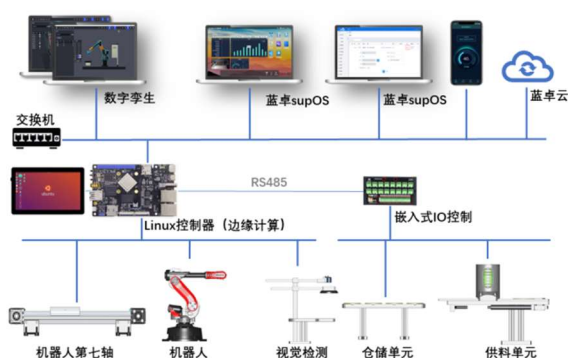 数字孪生
蓝卓supOS
蓝卓supOS
蓝卓云
交换机
RS485
Linux控制器（边缘计算）
嵌入式IO控制
机器人第七轴
机器人
视觉检测
仓储单元
供料单元